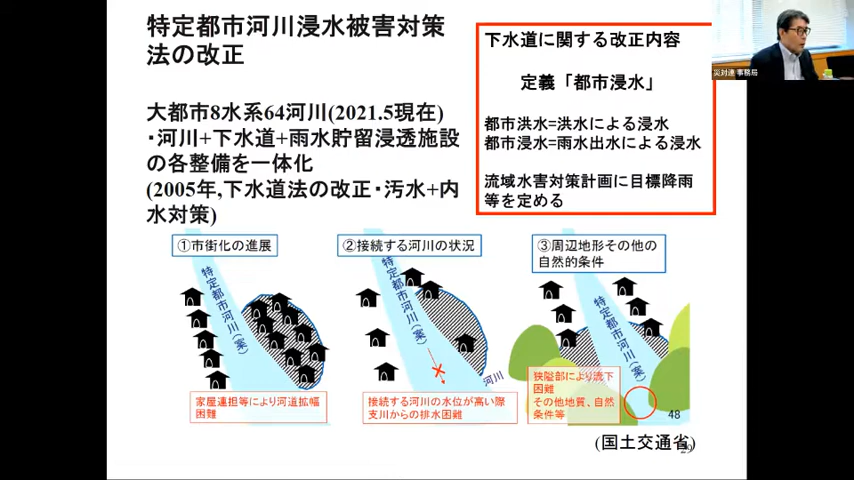 特定都市河川浸水被害対策
法の改正
大都市8水系64河川(2021.5現在)
・河川+下水道+雨水貯留浸透施設
の各整備を一体化
(2005年,下水道法の改正・汚水+内
水対策)
下水道に関する改正内容
定義「都市浸水」
都市洪水=洪水による浸水
都市浸水=雨水出水による浸水
流域水害対策計画に目標降雨
等を定める
災対連 事務局
①市街化の進展
特定都市河川(案)
家屋連担等により河道拡幅
困難
②接続する河川の状況
特定都市河川(案)
河川
接続する河川の水位が高い際
支川からの排水困難
③周辺地形その他の
自然的条件
特定都市河川(案)
狭隘部により流下
困難
その他地質、自然
条件等
48
(国土交通省)
29